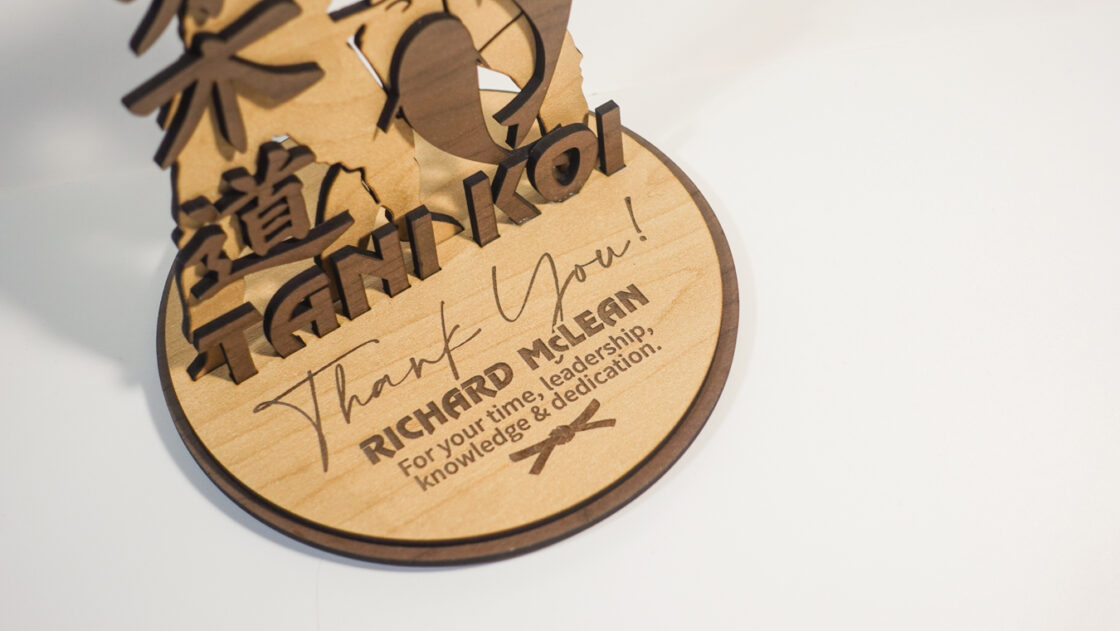 道
TANI KOI
Thank You!
RICHARD McLEAN
For your time, leadership,
knowledge & dedication.